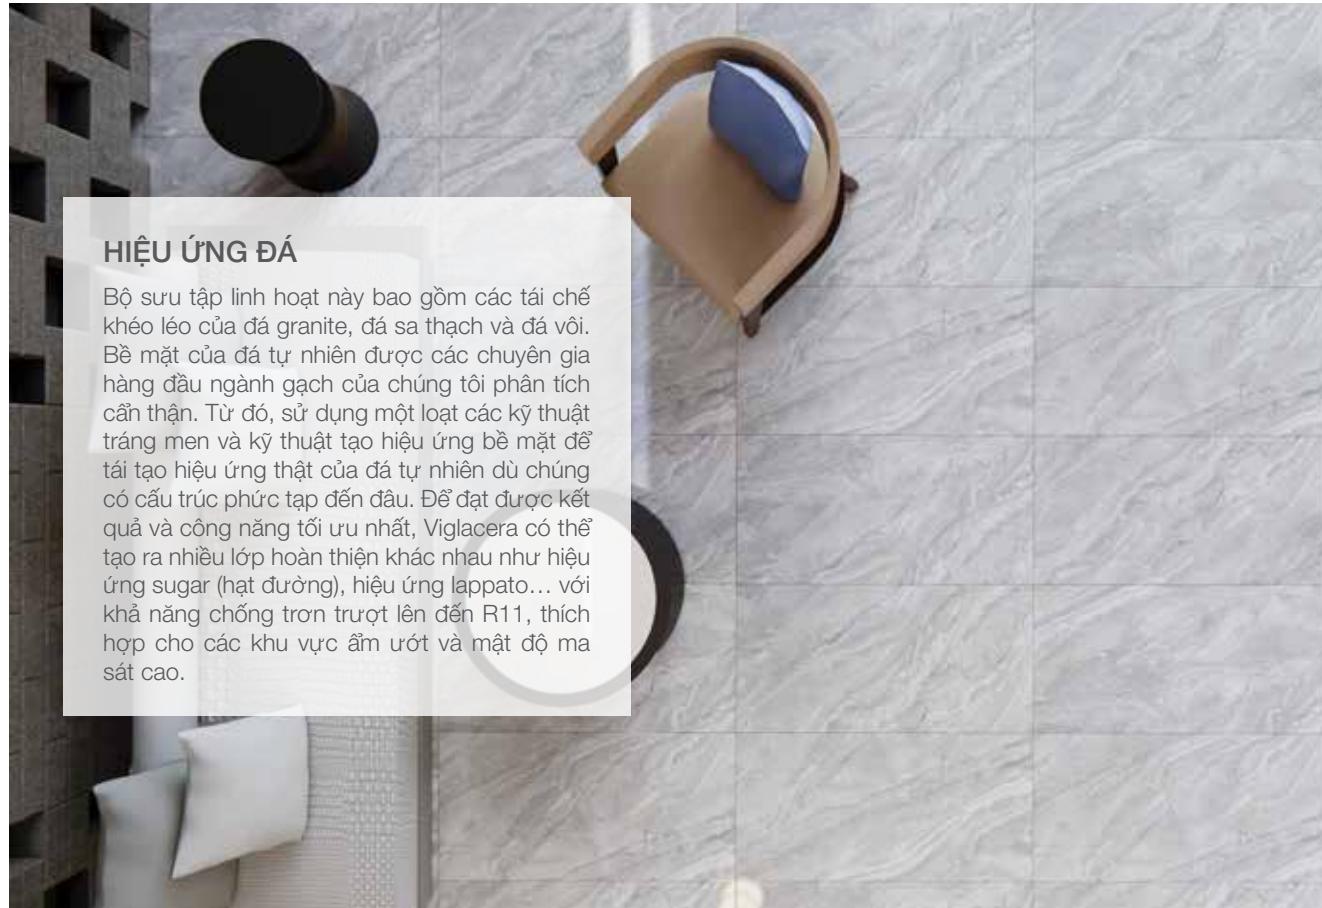 HIỆU ỨNG ĐÁ
Bộ sưu tập linh hoạt này bao gồm các tái chế
khéo léo của đá granite, đá sa thạch và đá vôi.
Bề mặt của đá tự nhiên được các chuyên gia
hàng đầu ngành gạch của chúng tôi phân tích
cẩn thận. Từ đó, sử dụng một loạt các kỹ thuật
tráng men và kỹ thuật tạo hiệu ứng bề mặt để
tái tạo hiệu ứng thật của đá tự nhiên dù chúng
có cấu trúc phức tạp đến đâu. Để đạt được kết
quả và công năng tối ưu nhất, Viglacera có thể
tạo ra nhiều lớp hoàn thiện khác nhau như hiệu
ứng sugar (hạt đường), hiệu ứng lappato… với
khả năng chống trơn trượt lên đến R11, thích
hợp cho các khu vực ẩm ướt và mật độ ma
sát cao.